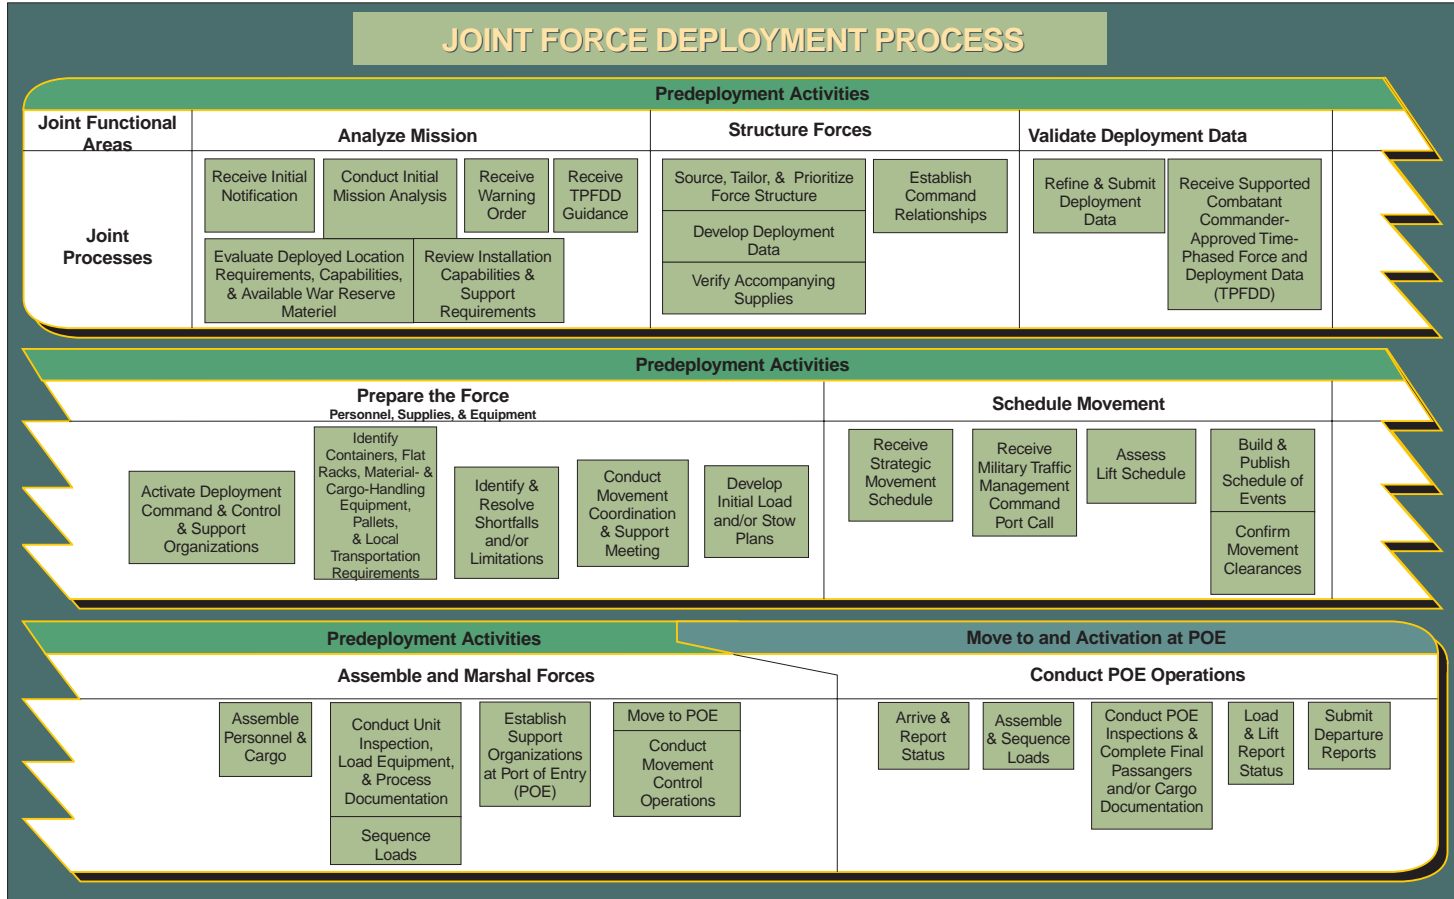 JOINT FORCE DEPLOYMENT PROCESS
Predeployment Activities
Joint Functional
Areas
Analyze Mission
Structure Forces
Validate Deployment Data
Joint
Processes
Receive Initial
Notification
Conduct Initial
Mission Analysis
Receive
Warning
Order
Receive
TPFDD
Guidance
Evaluate Deployed Location
Requirements, Capabilities,
& Available War Reserve
Materiel
Review Installation
Capabilities &
Support
Requirements
Source, Tailor, & Prioritize
Force Structure
Develop Deployment
Data
Verify Accompanying
Supplies
Establish
Command
Relationships
Refine & Submit
Deployment
Data
Receive Supported
Combatant
Commander-
Approved Time-
Phased Force and
Deployment Data
(TPFDD)
Predeployment Activities
Prepare the Force
Personnel, Supplies, & Equipment
Schedule Movement
Activate Deployment
Command & Control
& Support
Organizations
Identify
Containers, Flat
Racks, Material- &
Cargo-Handling
Equipment,
Pallets,
& Local
Transportation
Requirements
Identify &
Resolve
Shortfalls
and/or
Limitations
Conduct
Movement
Coordination
& Support
Meeting
Develop
Initial Load
and/or Stow
Plans
Receive
Strategic
Movement
Schedule
Receive
Military Traffic
Management
Command
Port Call
Assess
Lift Schedule
Build &
Publish
Schedule of
Events
Confirm
Movement
Clearances
Predeployment Activities
Move to and Activation at POE
Assemble and Marshal Forces
Conduct POE Operations
Assemble
Personnel &
Cargo
Conduct Unit
Inspection,
Load Equipment,
& Process
Documentation
Sequence
Loads
Establish
Support
Organizations
at Port of Entry
(POE)
Move to POE
Conduct
Movement
Control
Operations
Arrive &
Report
Status
Assemble
& Sequence
Loads
Conduct POE
Inspections &
Complete Final
Passangers
and/or Cargo
Documentation
Load
& Lift
Report
Status
Submit
Departure
Reports